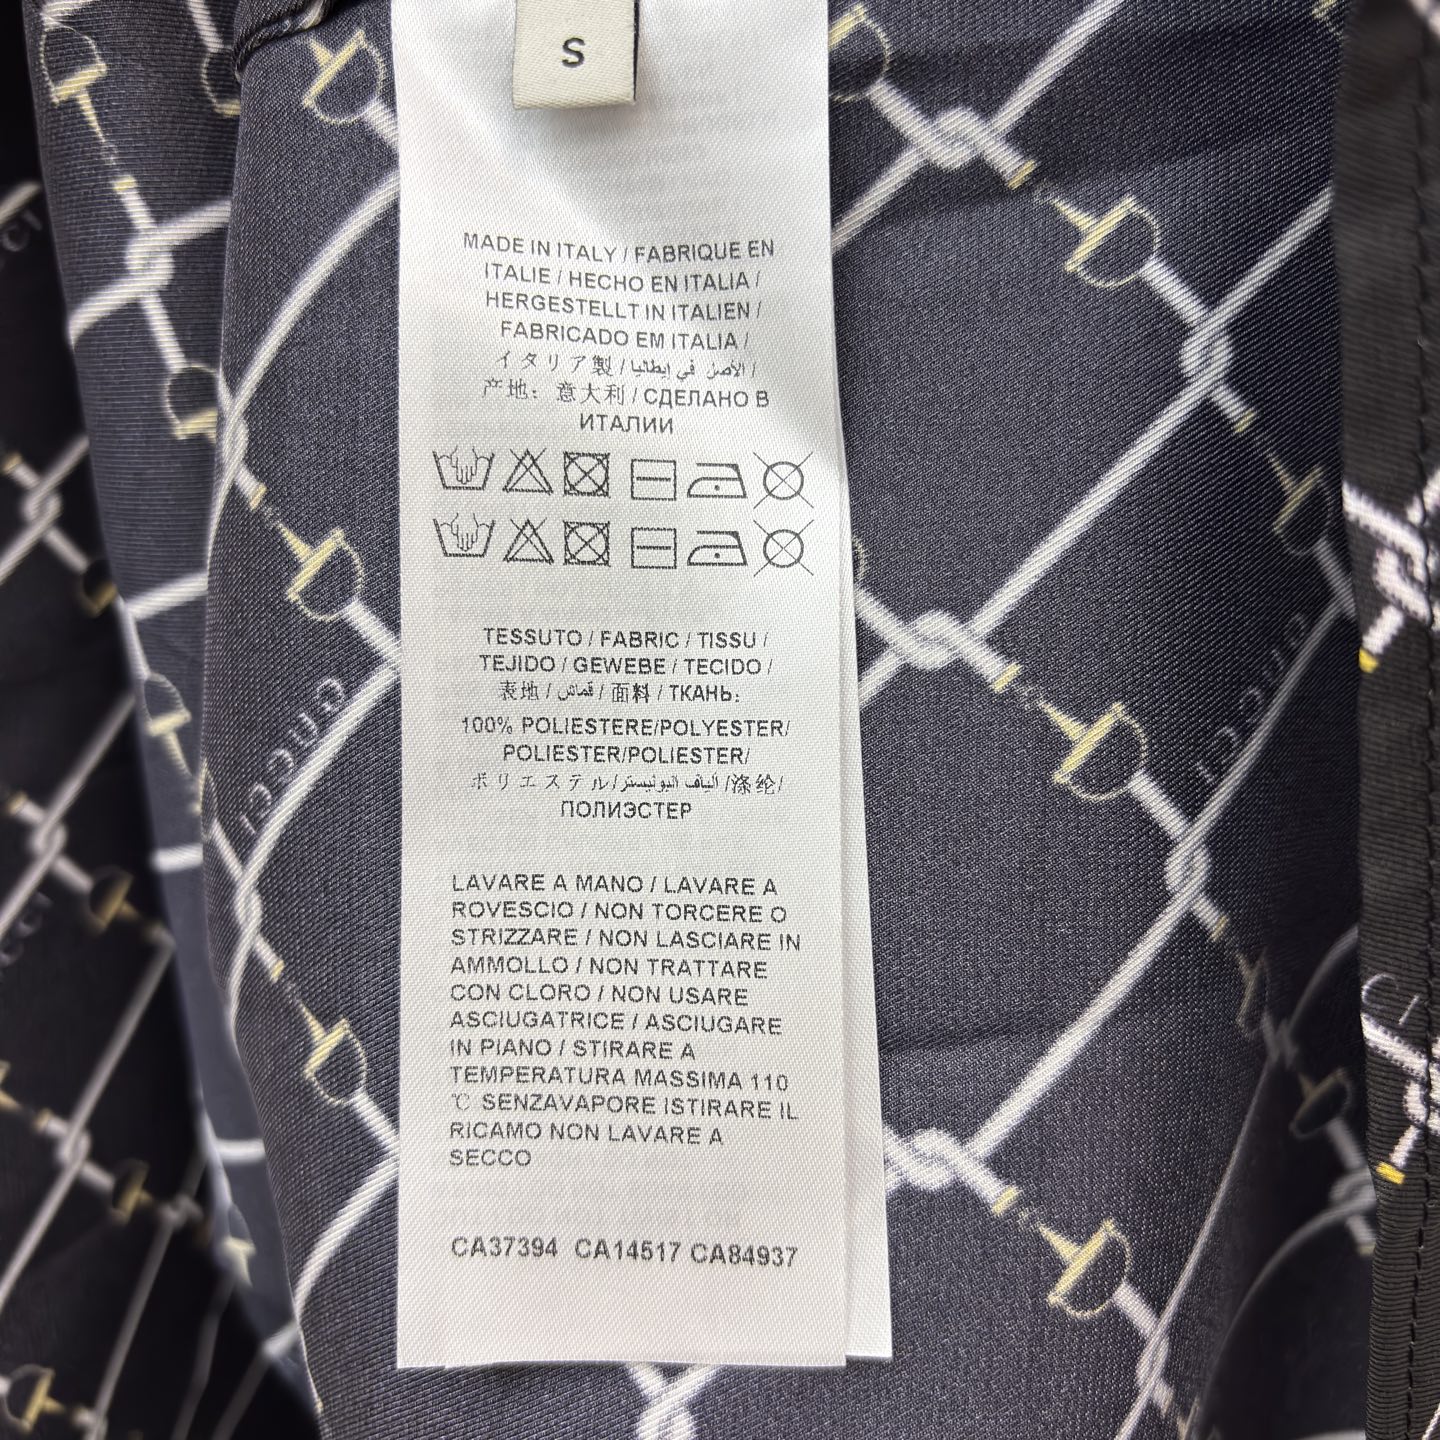 S
MADE IN ITALY / FABRIQUE EN
ITALIE / HECHO EN ITALIA /
HERGESTELLT IN ITALIEN /
FABRICADO EM ITALIA /
イタリア製 / الأصل في إيطاليا /
产地：意大利 / СДЕЛАНО В
ИТАЛИИ
TESSUTO / FABRIC / TISSU /
TEJIDO / GEWEBE / TECIDO /
表地 / قماش / 面料 / ТКАНЬ:
100% POLIESTERE/POLYESTER/
POLIESTER/POLIESTER/
ポリエステル/الياف البوليستر/涤纶/
ПОЛИЭСТЕР
LAVARE A MANO / LAVARE A
ROVESCIO / NON TORCERE O
STRIZZARE / NON LASCIARE IN
AMMOLLO / NON TRATTARE
CON CLORO / NON USARE
ASCIUGATRICE / ASCIUGARE
IN PIANO / STIRARE A
TEMPERATURA MASSIMA 110
℃ SENZAVAPORE ISTIRARE IL
RICAMO NON LAVARE A
SECCO
CA37394 CA14517 CA84937
GUCCI
GUCCI